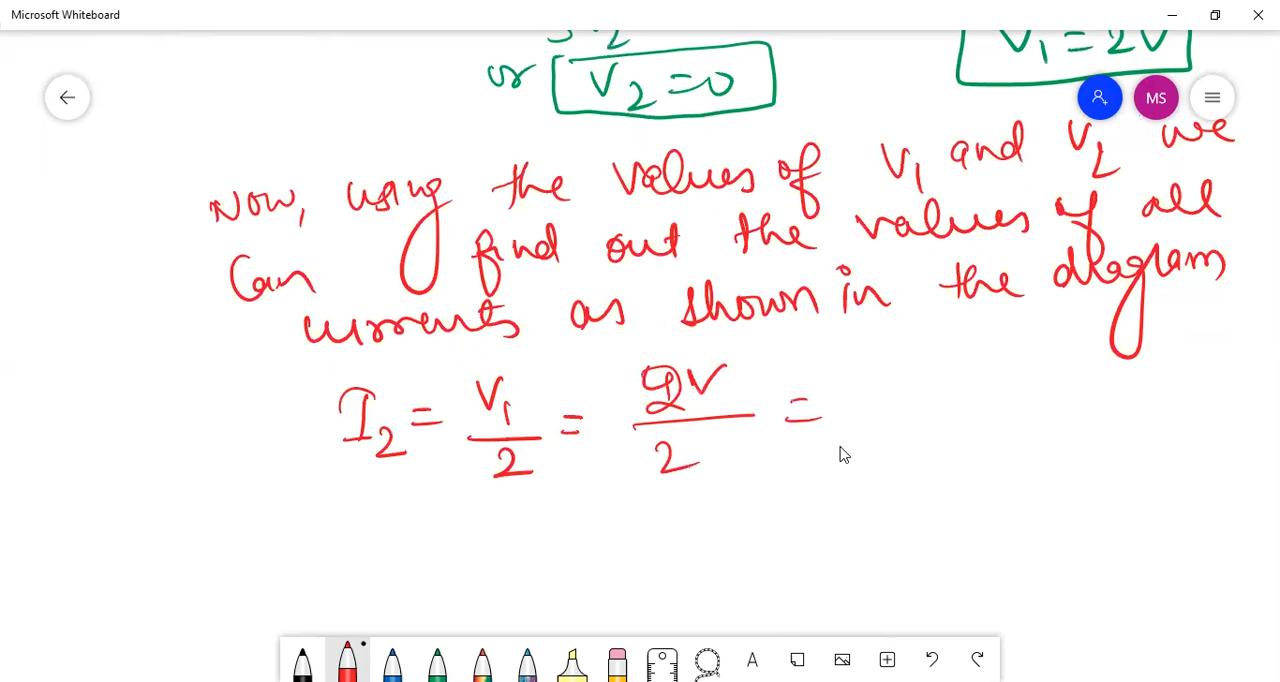 Microsoft Whiteboard
V1 = 2V
or V2 = 0
MS
Now, using the values of V1 and V2 we
can find out the values of all
currents as shown in the diagram
I2 = V1/2 = 2V/2 =
A